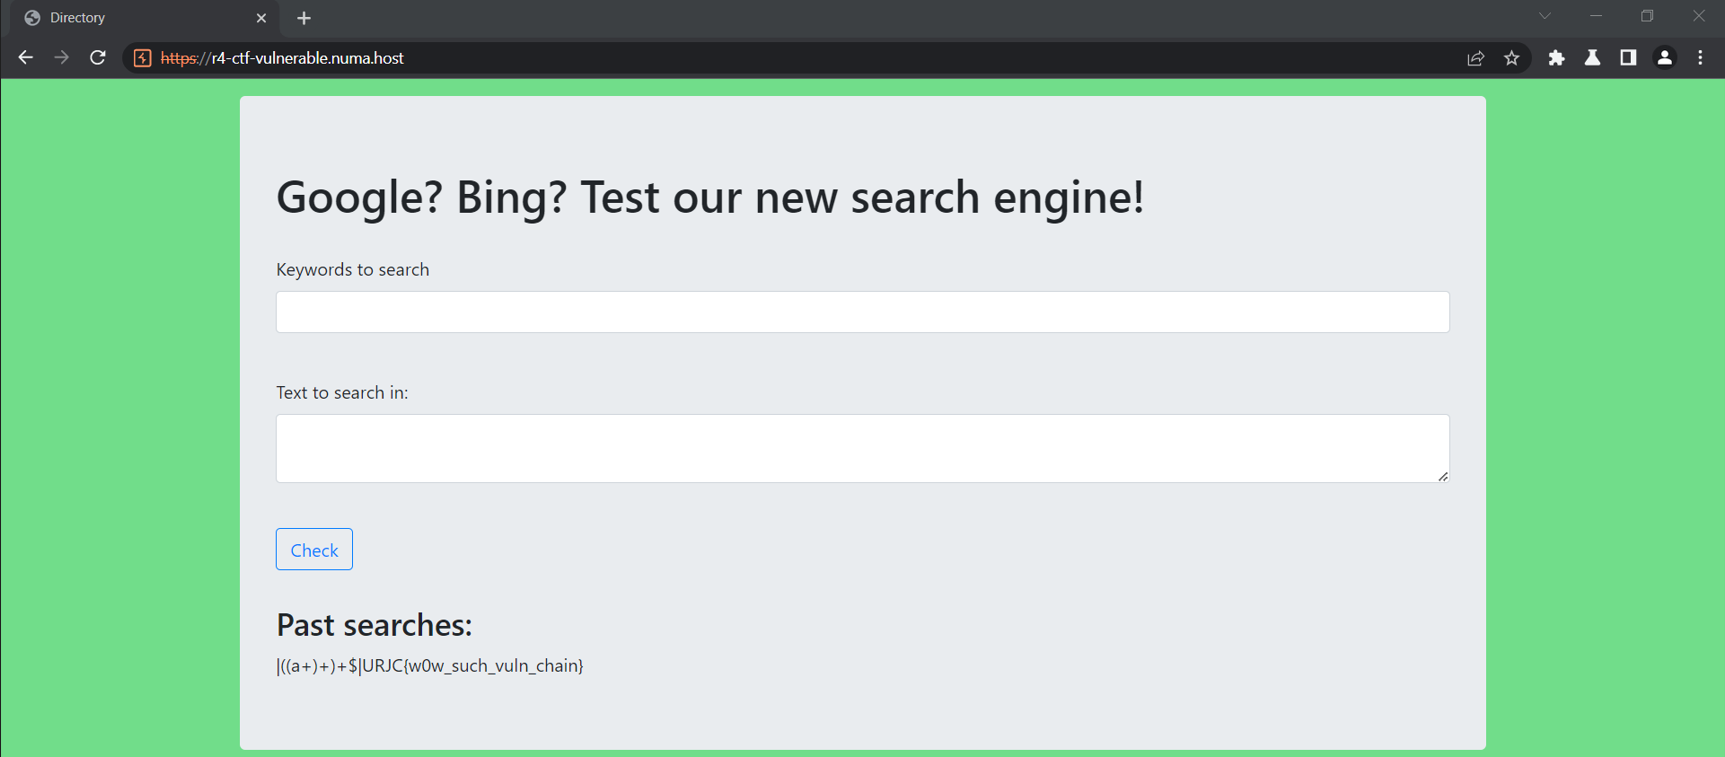 Directory
https://r4-ctf-vulnerable.numa.host
Google? Bing? Test our new search engine!
Keywords to search
Text to search in:
Check
Past searches:
|((a+)+)+$|URJC{w0w_such_vuln_chain}